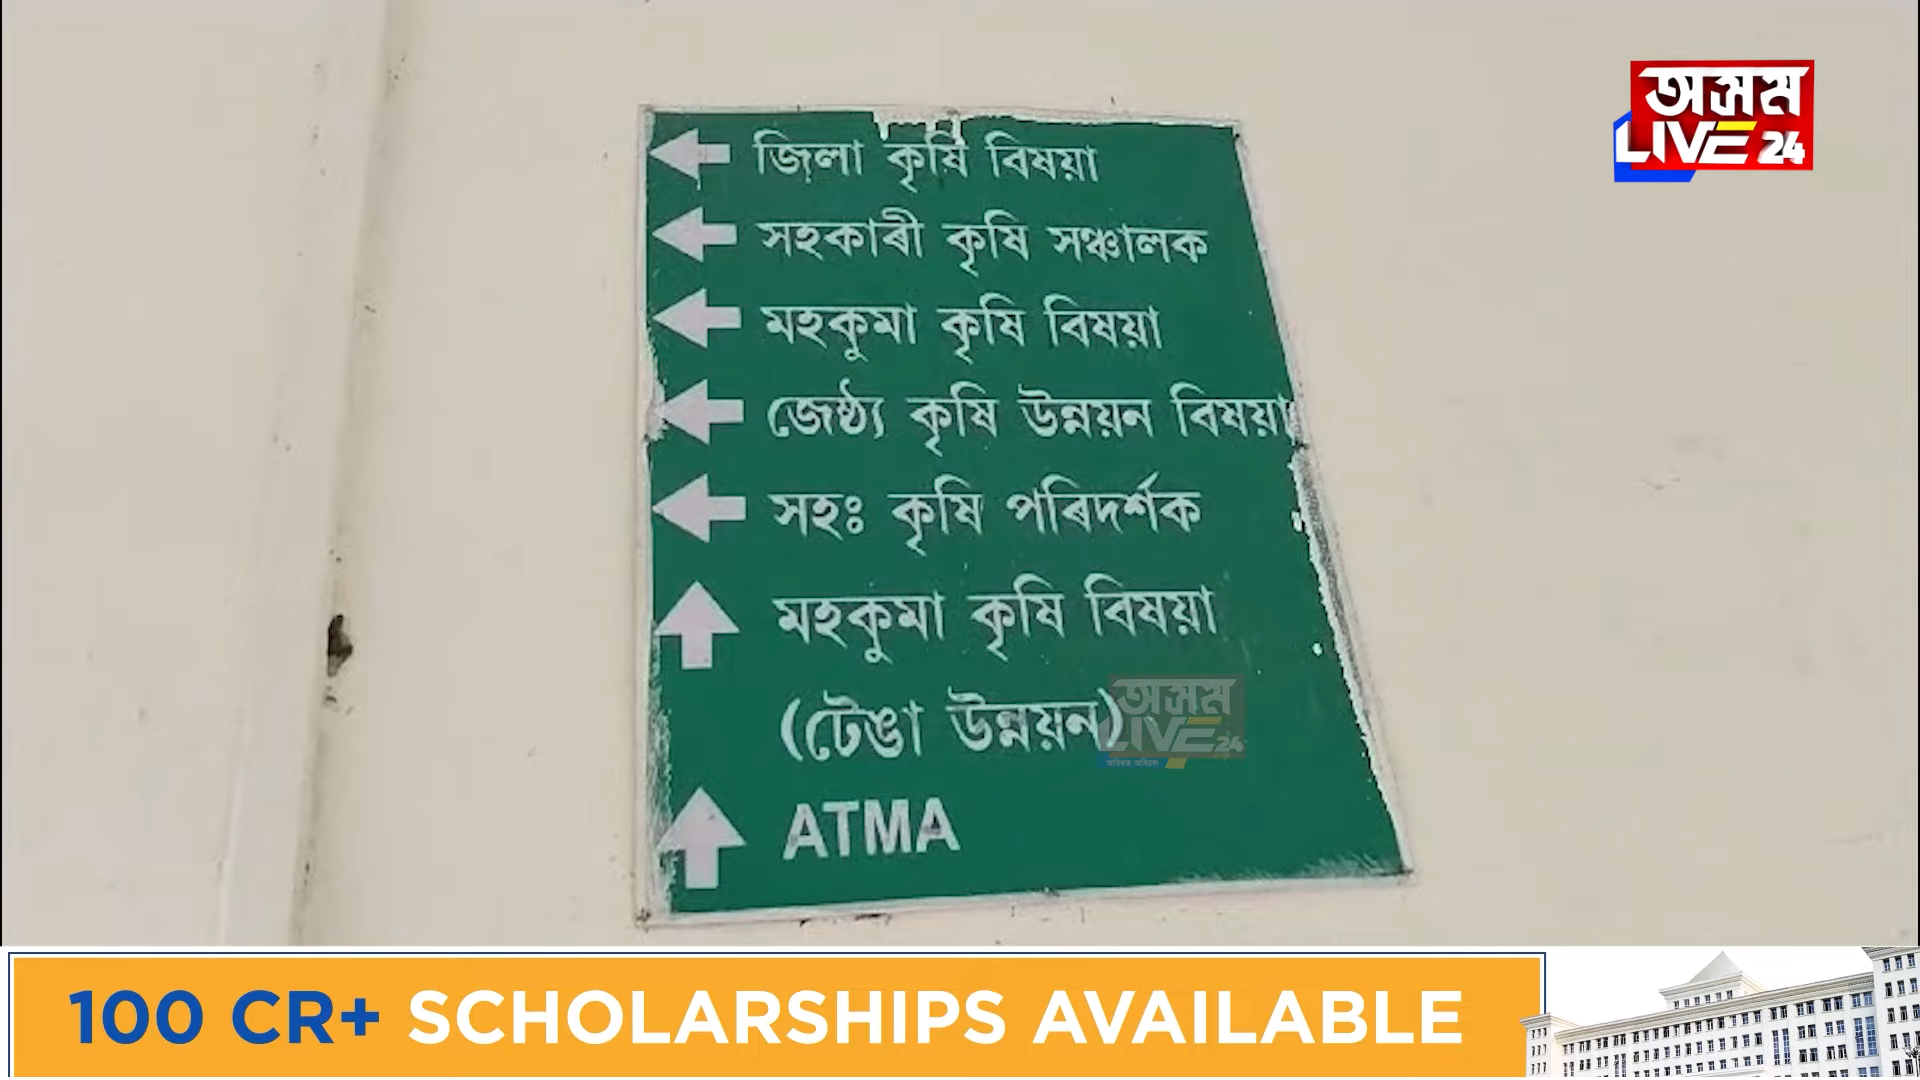 অসম
LIVE 24
জিলা কৃষি বিষয়া
সহকাৰী কৃষি সঞ্চালক
মহকুমা কৃষি বিষয়া
জেষ্ঠ্য কৃষি উন্নয়ন বিষয়া
সহঃ কৃষি পৰিদৰ্শক
মহকুমা কৃষি বিষয়া
(টেঙা উন্নয়ন)
অসম
LIVE 24
ATMA
100 CR+ SCHOLARSHIPS AVAILABLE